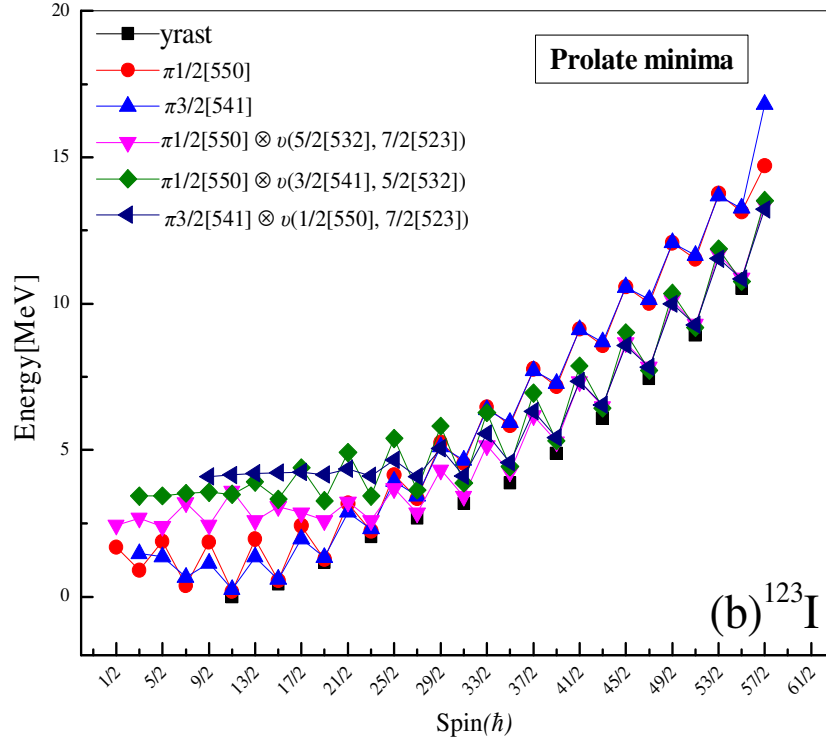 20
15
10
5
0
Energy[MeV]
yrast
π1/2[550]
π3/2[541]
π1/2[550] ⊗ υ(5/2[532], 7/2[523])
π1/2[550] ⊗ υ(3/2[541], 5/2[532])
π3/2[541] ⊗ υ(1/2[550], 7/2[523])
Prolate minima
(b)¹²³I
1/2 5/2 9/2 13/2 17/2 21/2 25/2 29/2 33/2 37/2 41/2 45/2 49/2 53/2 57/2 61/2
Spin(ℏ)